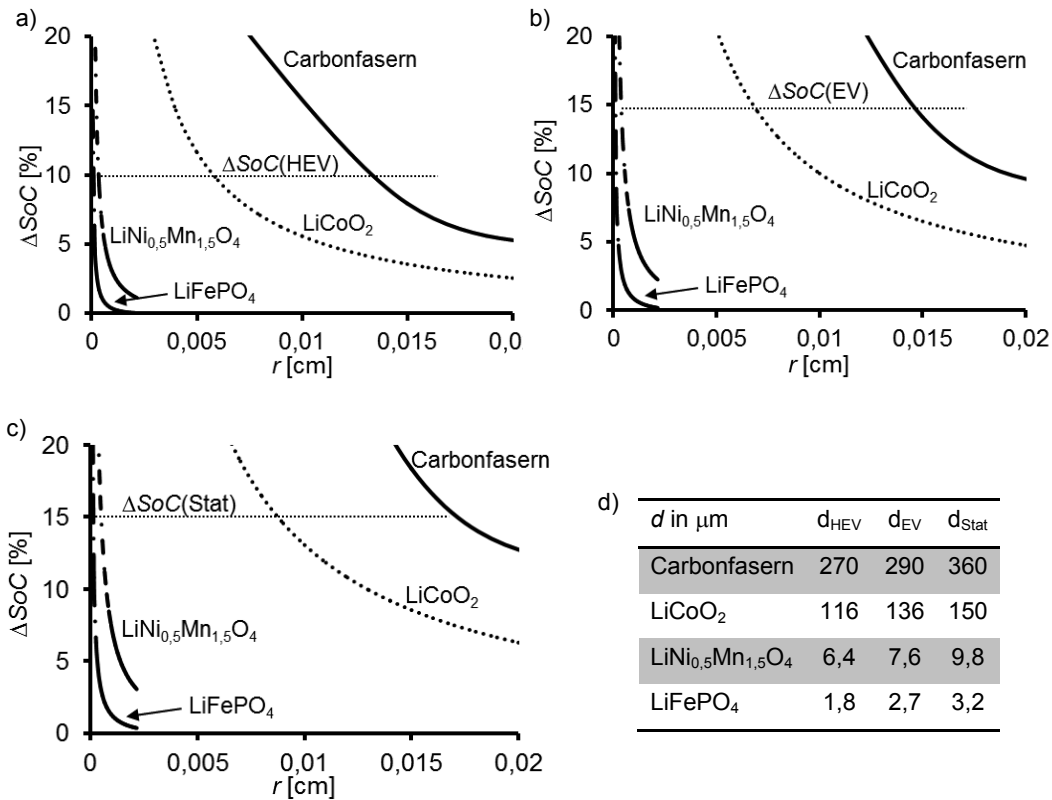 a)
20
15
10
5
0
ΔSoC [%]
Carbonfasern
ΔSoC(HEV)
LiNi0,5Mn1,5O4
LiCoO2
LiFePO4
0
0,005
0,01
0,015
0,0
r [cm]
b)
20
15
10
5
0
ΔSoC [%]
Carbonfasern
ΔSoC(EV)
LiCoO2
LiNi0,5Mn1,5O4
LiFePO4
0
0,005
0,01
0,015
0,02
r [cm]
c)
20
15
10
5
0
ΔSoC [%]
Carbonfasern
ΔSoC(Stat)
LiCoO2
LiNi0,5Mn1,5O4
LiFePO4
0
0,005
0,01
0,015
0,02
r [cm]
d)
d in μm dHEV dEV dStat
Carbonfasern 270 290 360
LiCoO2 116 136 150
LiNi0,5Mn1,5O4 6,4 7,6 9,8
LiFePO4 1,8 2,7 3,2